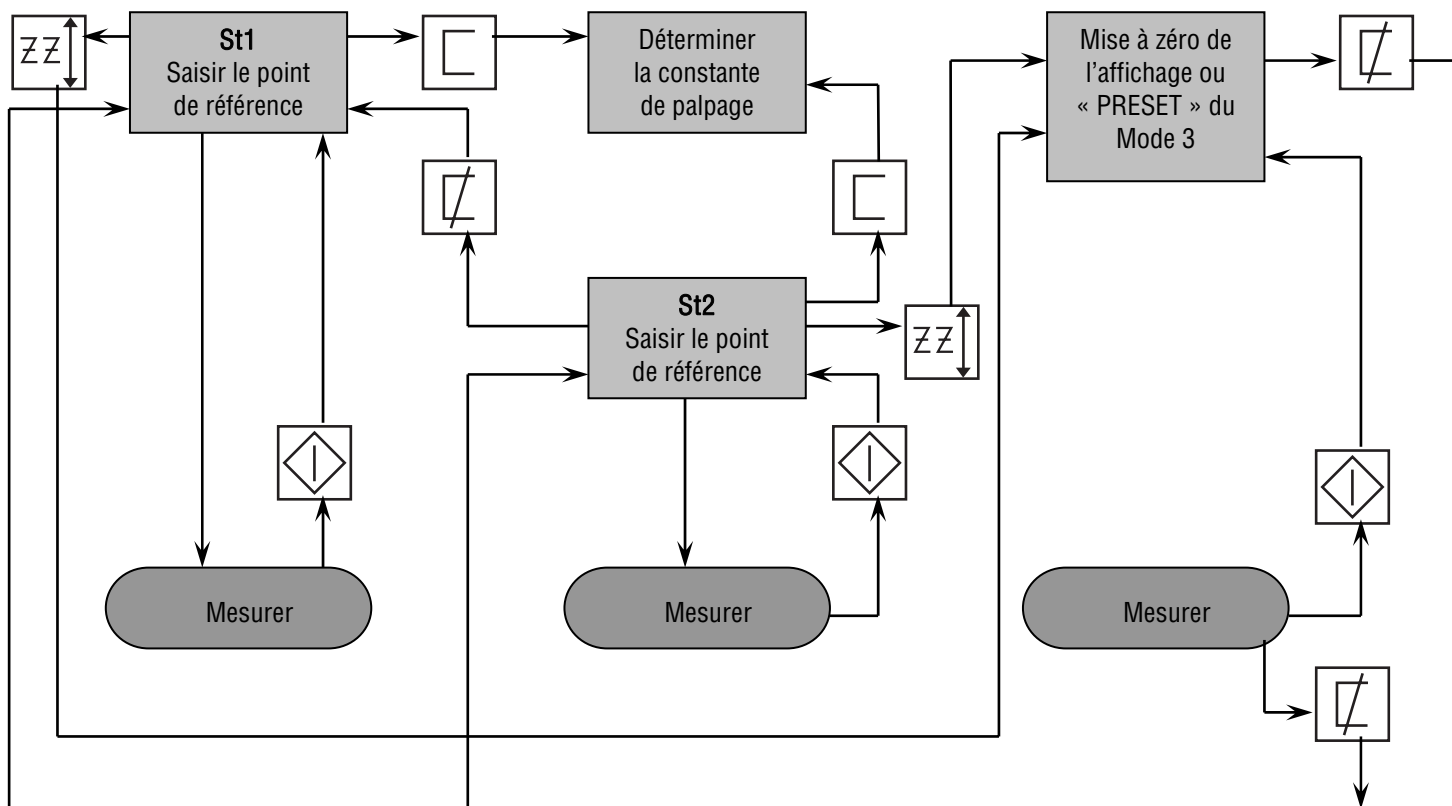 St1
Saisir le point
de référence
Déterminer
la constante
de palpage
Mise à zéro de
l’affichage ou
« PRESET » du
Mode 3
St2
Saisir le point
de référence
Mesurer
Mesurer
Mesurer